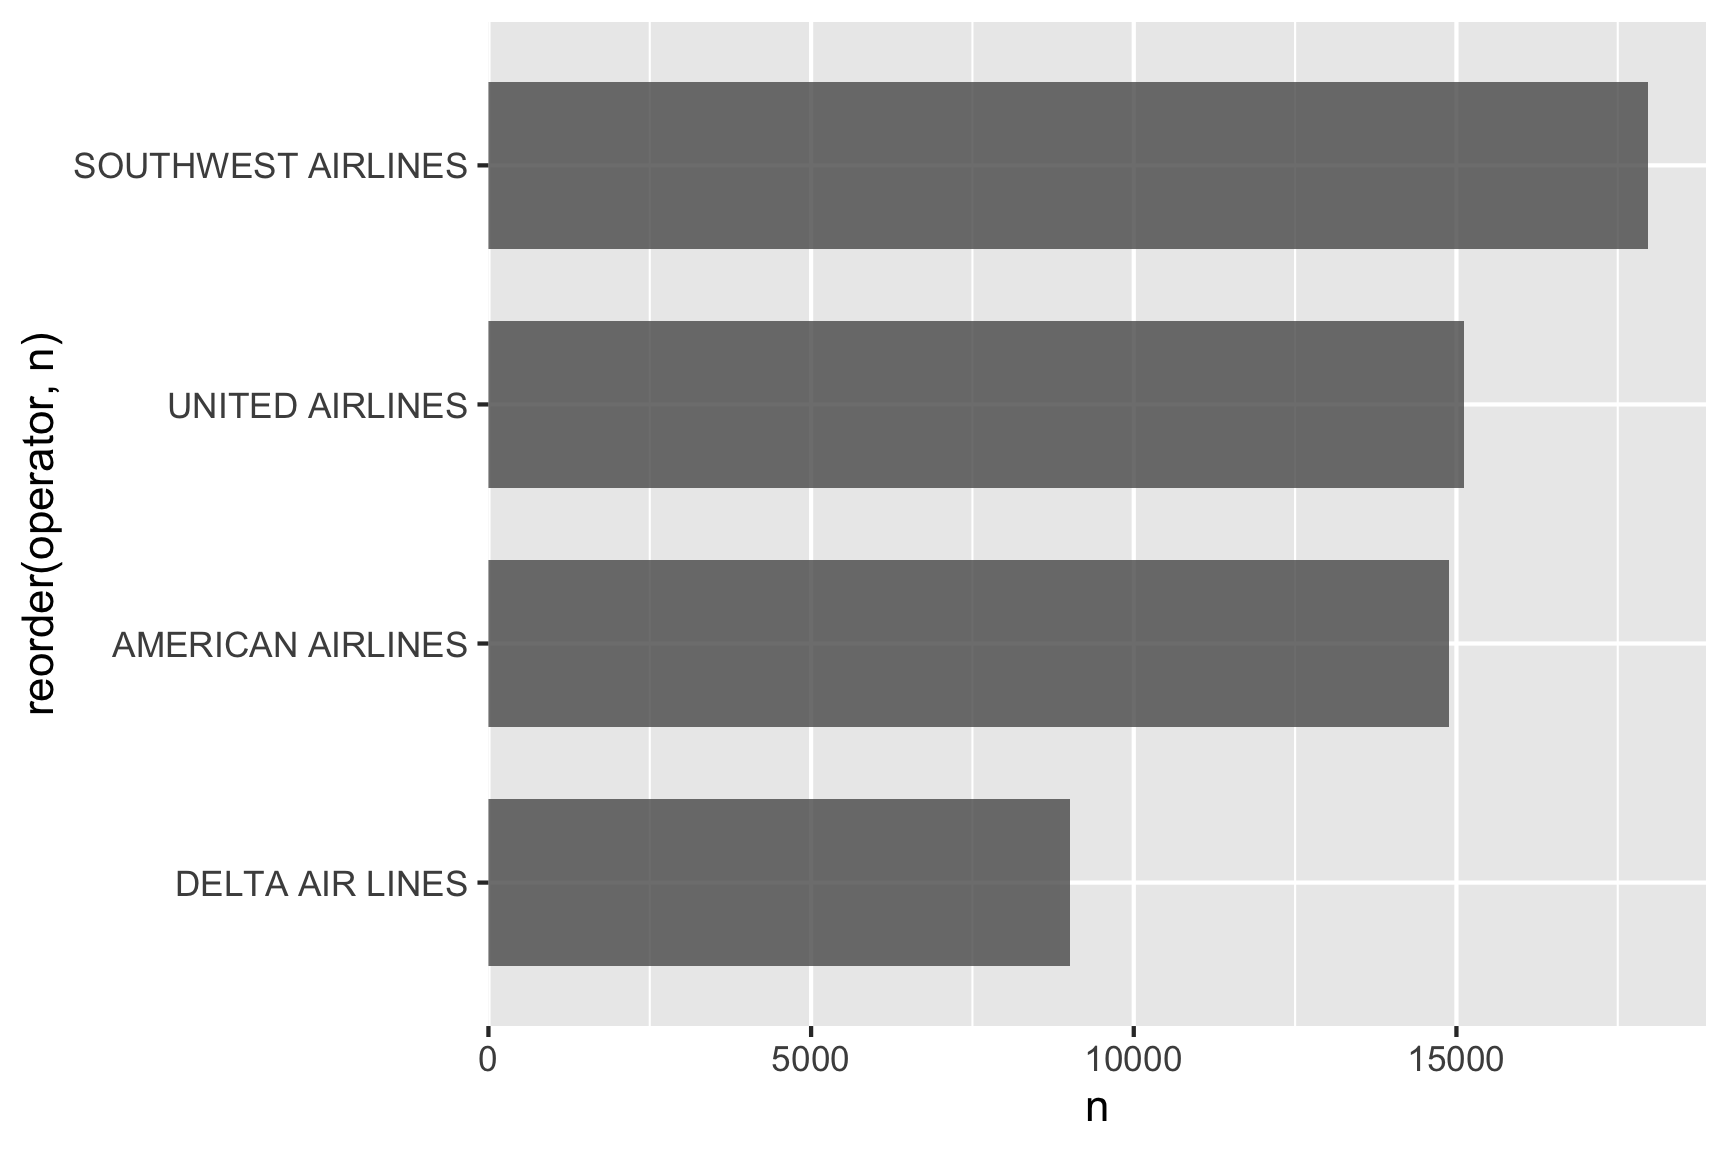 reorder(operator, n)
SOUTHWEST AIRLINES
UNITED AIRLINES
AMERICAN AIRLINES
DELTA AIR LINES
0 5000 10000 15000
n